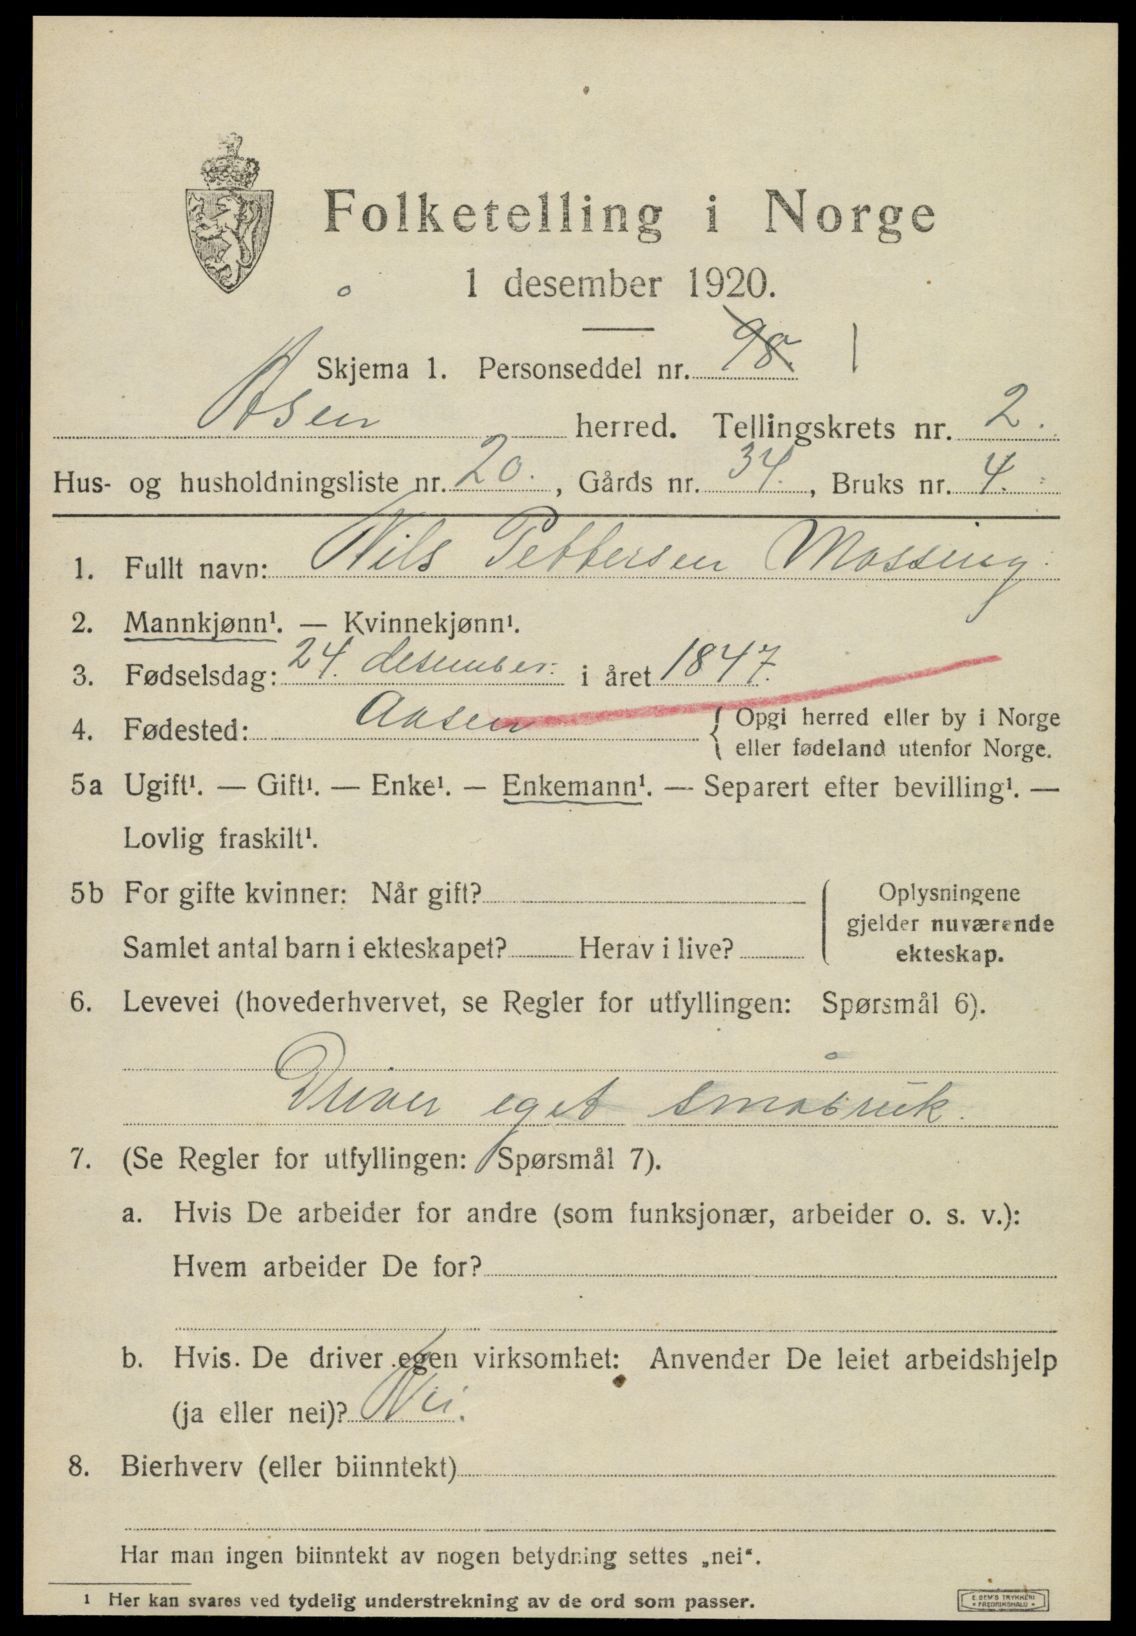 Folketelling i Norge
1 desember 1920.
Skjema 1. Personseddel nr. 98. 1
Åsen herred. Tellingskrets nr. 2.
Hus- og husholdningsliste nr. 20., Gårds nr. 34., Bruks nr. 4.
1. Fullt navn: Nils Pettersen Mossing
2. Mannkjønn¹. — Kvinnekjønn¹.
3. Fødselsdag: 24. desember. i året 1847.
4. Fødested: Aasen { Opgi herred eller by i Norge
eller fødeland utenfor Norge.
5a Ugift¹. — Gift¹. — Enke¹. — Enkemann¹. — Separert efter bevilling¹. —
Lovlig fraskilt¹.
5b For gifte kvinner: Når gift? { Oplysningene
gjelder nuværende
Samlet antal barn i ekteskapet? Herav i live? ekteskap.
6. Levevei (hovederhvervet, se Regler for utfyllingen: Spørsmål 6).
Driver eget småbruk.
7. (Se Regler for utfyllingen: Spørsmål 7).
a. Hvis De arbeider for andre (som funksjonær, arbeider o. s. v.):
Hvem arbeider De for?
b. Hvis. De driver egen virksomhet: Anvender De leiet arbeidshjelp
(ja eller nei)? Nei.
8. Bierhverv (eller biinntekt)
Har man ingen biinntekt av nogen betydning settes „nei“.
¹ Her kan svares ved tydelig understrekning av de ord som passer.
E. SEM'S TRYKKERI
FREDRIKSHALD